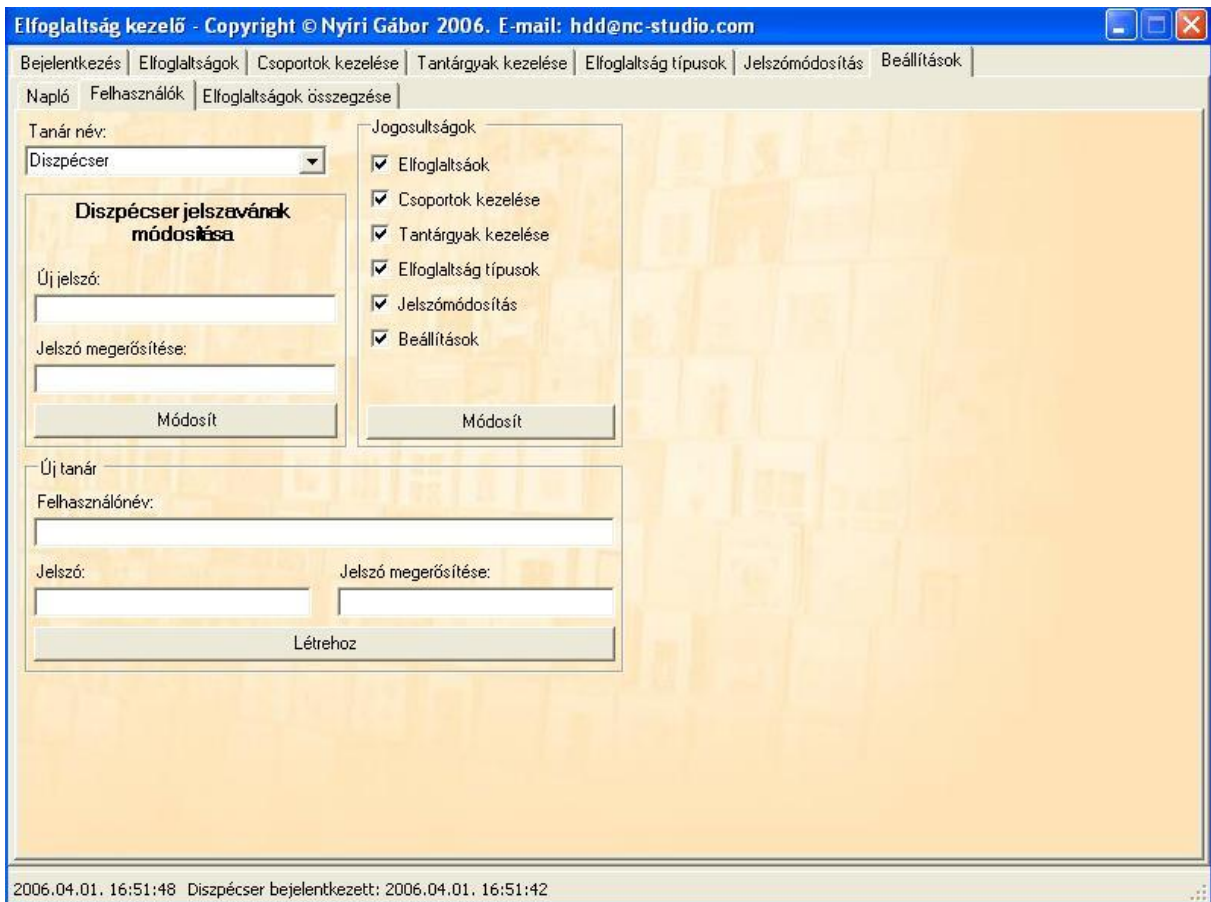 Elfoglaltság kezelő - Copyright © Nyíri Gábor 2006. E-mail: hdd@nc-studio.com
Bejelentkezés Elfoglaltságok Csoportok kezelése Tantárgyak kezelése Elfoglaltság típusok Jelszómódosítás Beállítások
Napló Felhasználók Elfoglaltságok összegzése
Tanár név:
Diszpécser
Diszpécser jelszavának
módosítása
Új jelszó:
Jelszó megerősítése:
Módosít
Jogosultságok
Elfoglaltsáok
Csoportok kezelése
Tantárgyak kezelése
Elfoglaltság típusok
Jelszómódosítás
Beállítások
Módosít
Új tanár
Felhasználónév:
Jelszó: Jelszó megerősítése:
Létrehoz
2006.04.01. 16:51:48 Diszpécser bejelentkezett: 2006.04.01. 16:51:42